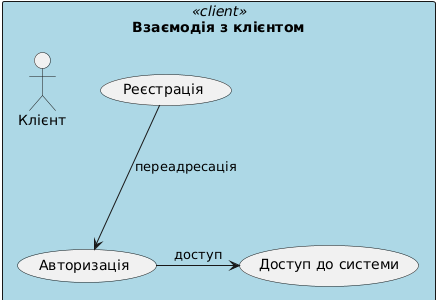 «client»
Взаємодія з клієнтом
Реєстрація
Клієнт
переадресація
доступ
Авторизація
Доступ до системи